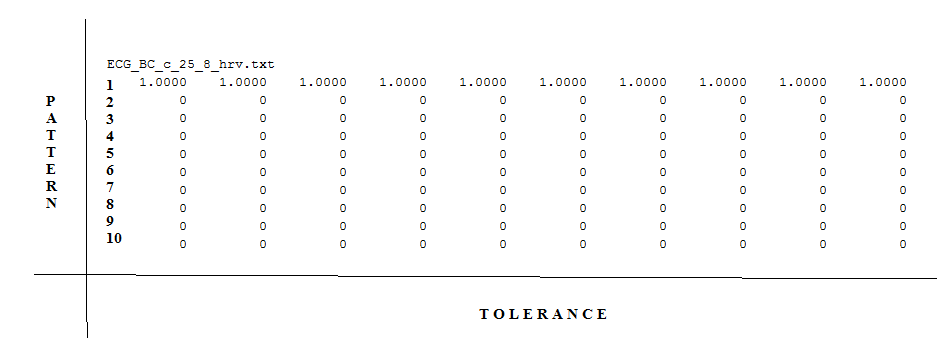 ECG_BC_c_25_8_hrv.txt
1 1.0000 1.0000 1.0000 1.0000 1.0000 1.0000 1.0000 1.0000 1.0000 1.0000
2 0 0 0 0 0 0 0 0 0 0
3 0 0 0 0 0 0 0 0 0 0
4 0 0 0 0 0 0 0 0 0 0
5 0 0 0 0 0 0 0 0 0 0
6 0 0 0 0 0 0 0 0 0 0
7 0 0 0 0 0 0 0 0 0 0
8 0 0 0 0 0 0 0 0 0 0
9 0 0 0 0 0 0 0 0 0 0
10 0 0 0 0 0 0 0 0 0 0
PATTERN
TOLERANCE